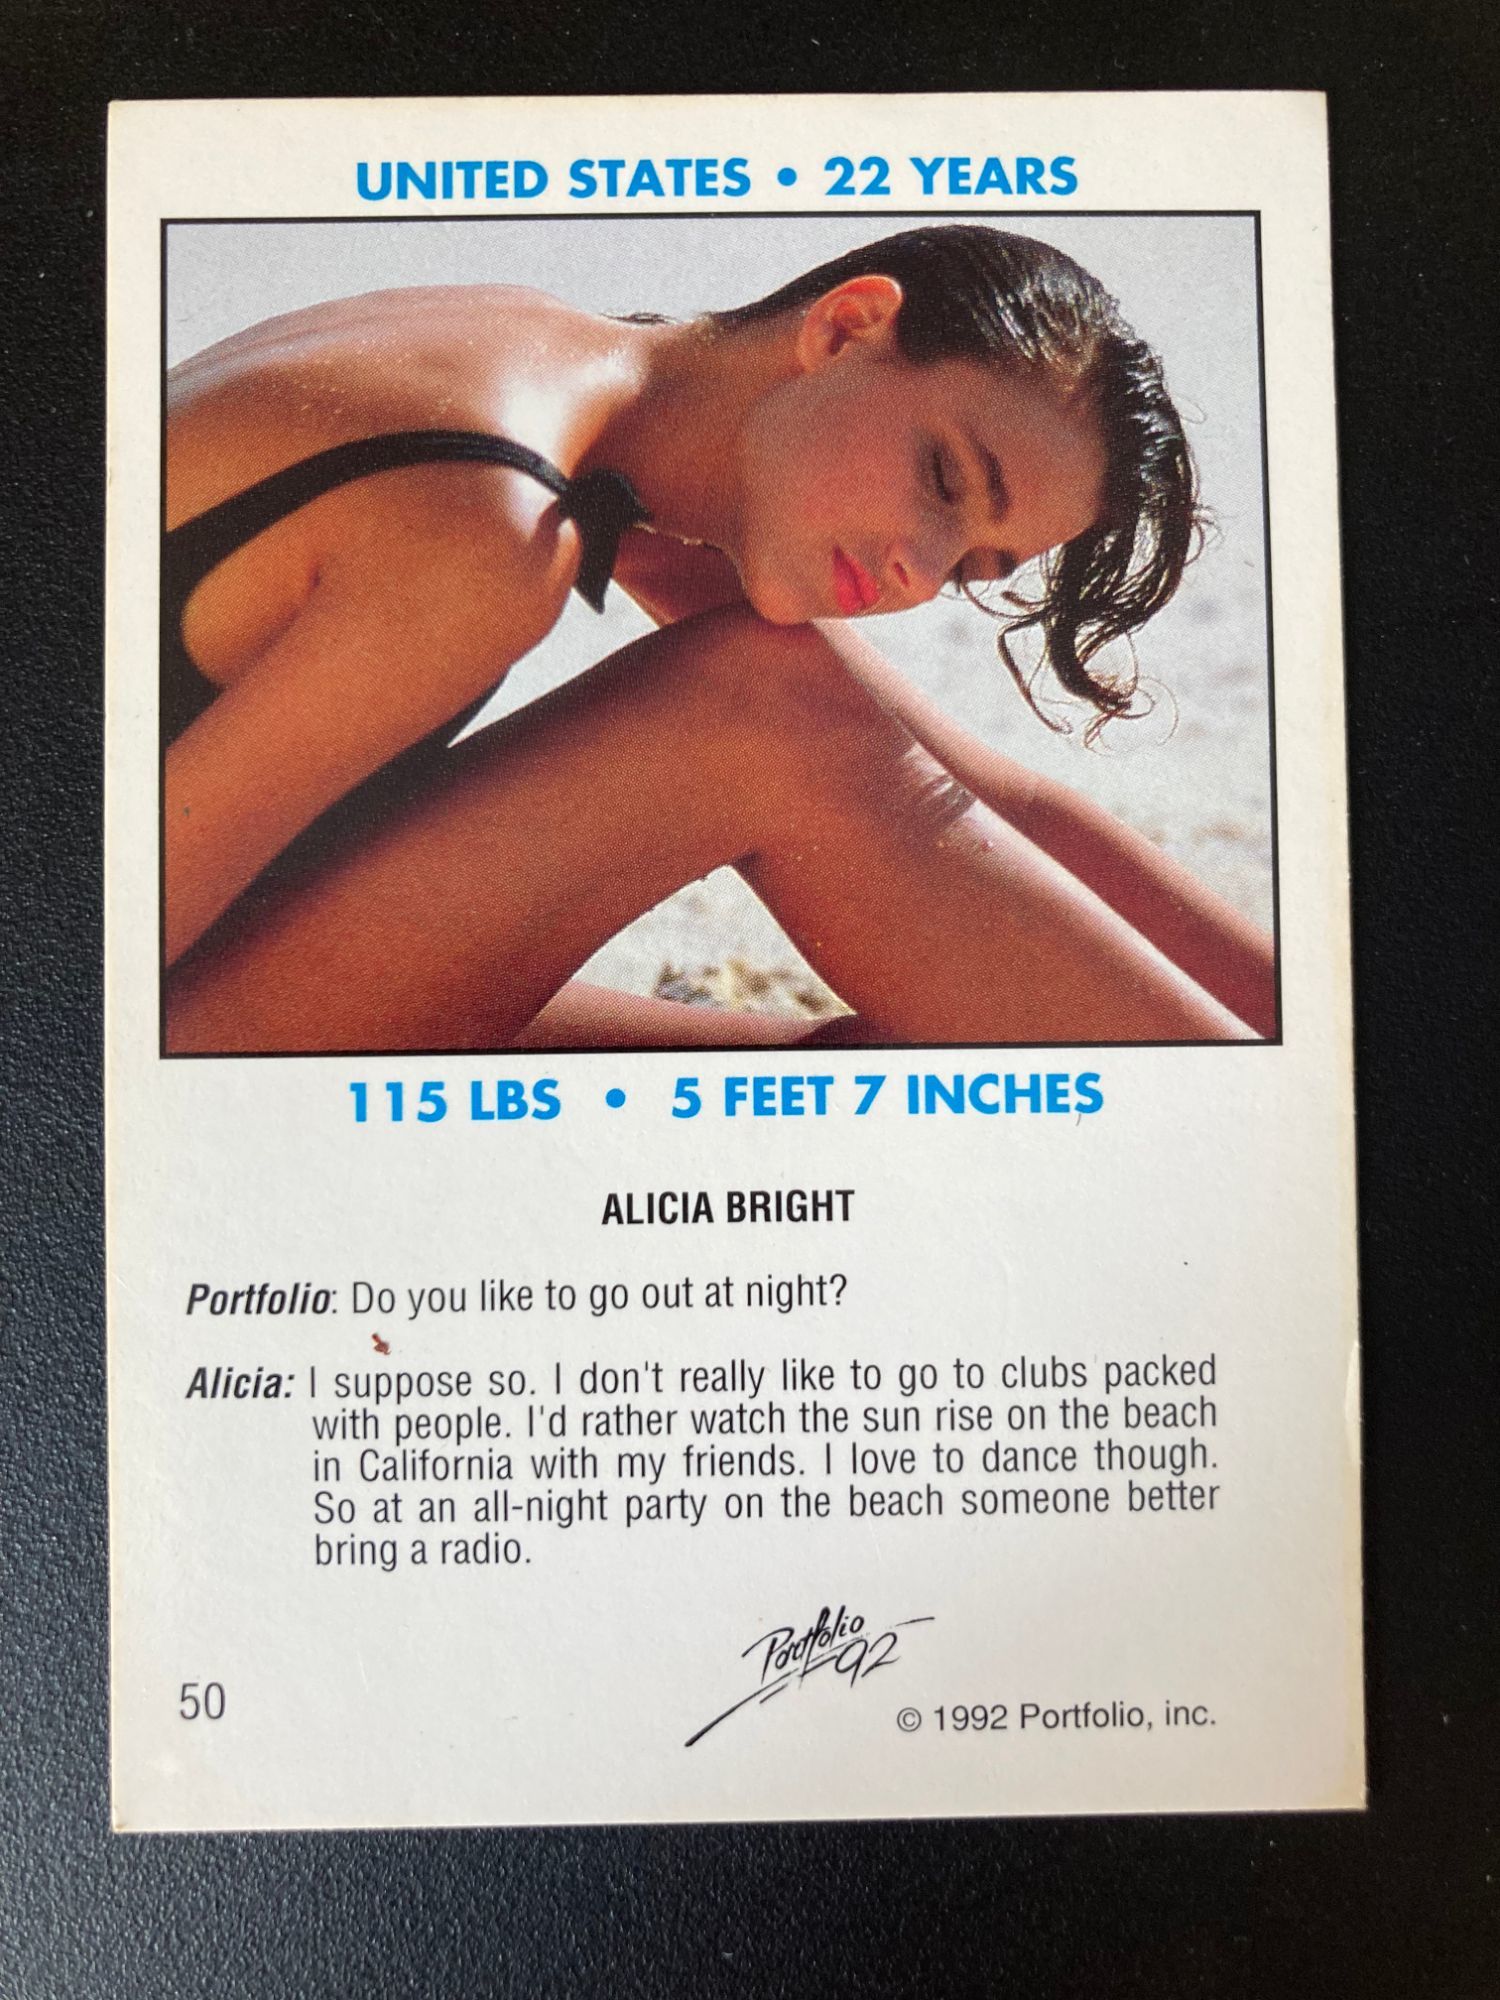 UNITED STATES • 22 YEARS
115 LBS • 5 FEET 7 INCHES
ALICIA BRIGHT
Portfolio: Do you like to go out at night?
Alicia: I suppose so. I don't really like to go to clubs packed
with people. I'd rather watch the sun rise on the beach
in California with my friends. I love to dance though.
So at an all-night party on the beach someone better
bring a radio.
Portfolio
92
50
© 1992 Portfolio, inc.